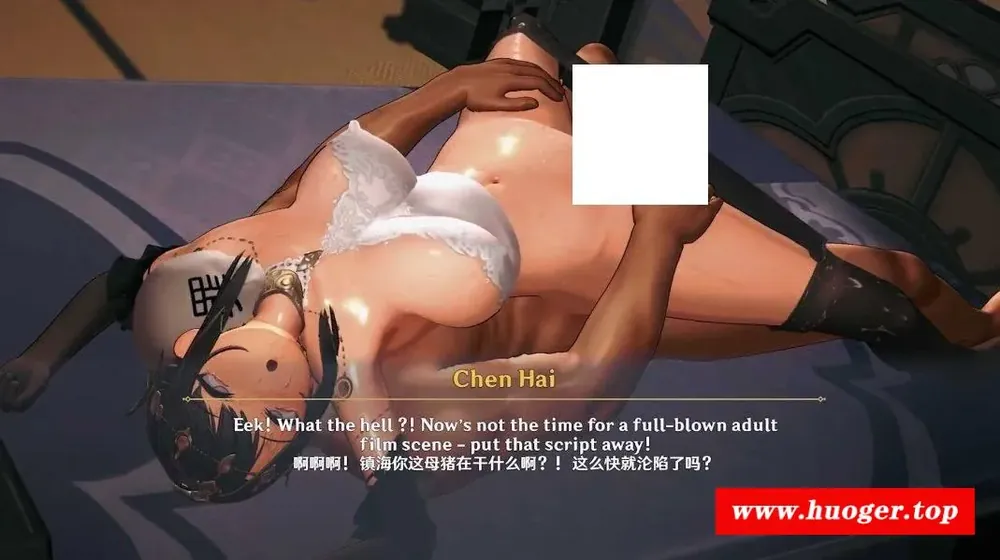 Chen Hai
Eek! What the hell ?! Now's not the time for a full-blown adult
film scene - put that script away!
啊啊啊！镇海你这母猪在干什么啊？！这么快就沦陷了吗？
www.huoger.top